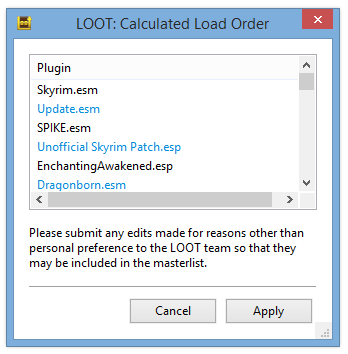 LOOT: Calculated Load Order
Plugin
Skyrim.esm
Update.esm
SPIKE.esm
Unofficial Skyrim Patch.esp
EnchantingAwakened.esp
Dragonborn.esm
Please submit any edits made for reasons other than
personal preference to the LOOT team so that they
may be included in the masterlist.
Cancel
Apply